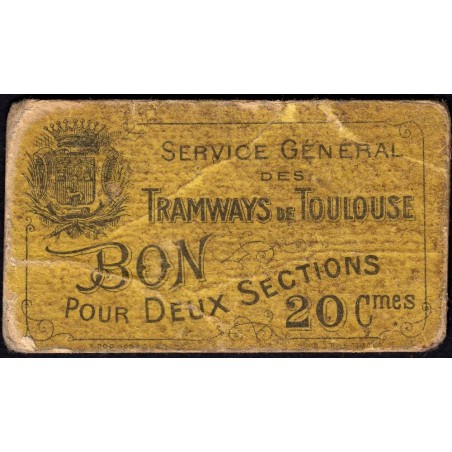 SERVICE GÉNÉRAL
DES
TRAMWAYS DE TOULOUSE
BON
POUR DEUX SECTIONS
20 Cmes